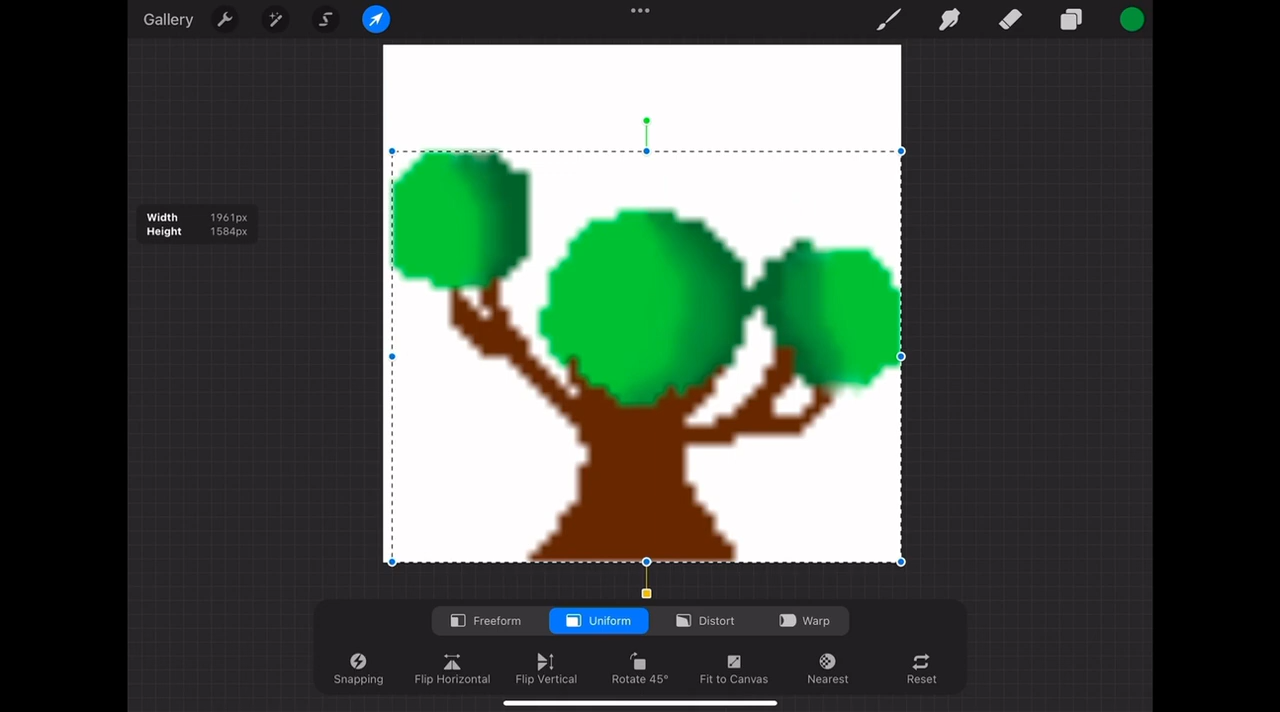 Gallery
Width 1961px
Height 1584px
Freeform Uniform Distort Warp
Snapping Flip Horizontal Flip Vertical Rotate 45° Fit to Canvas Nearest Reset